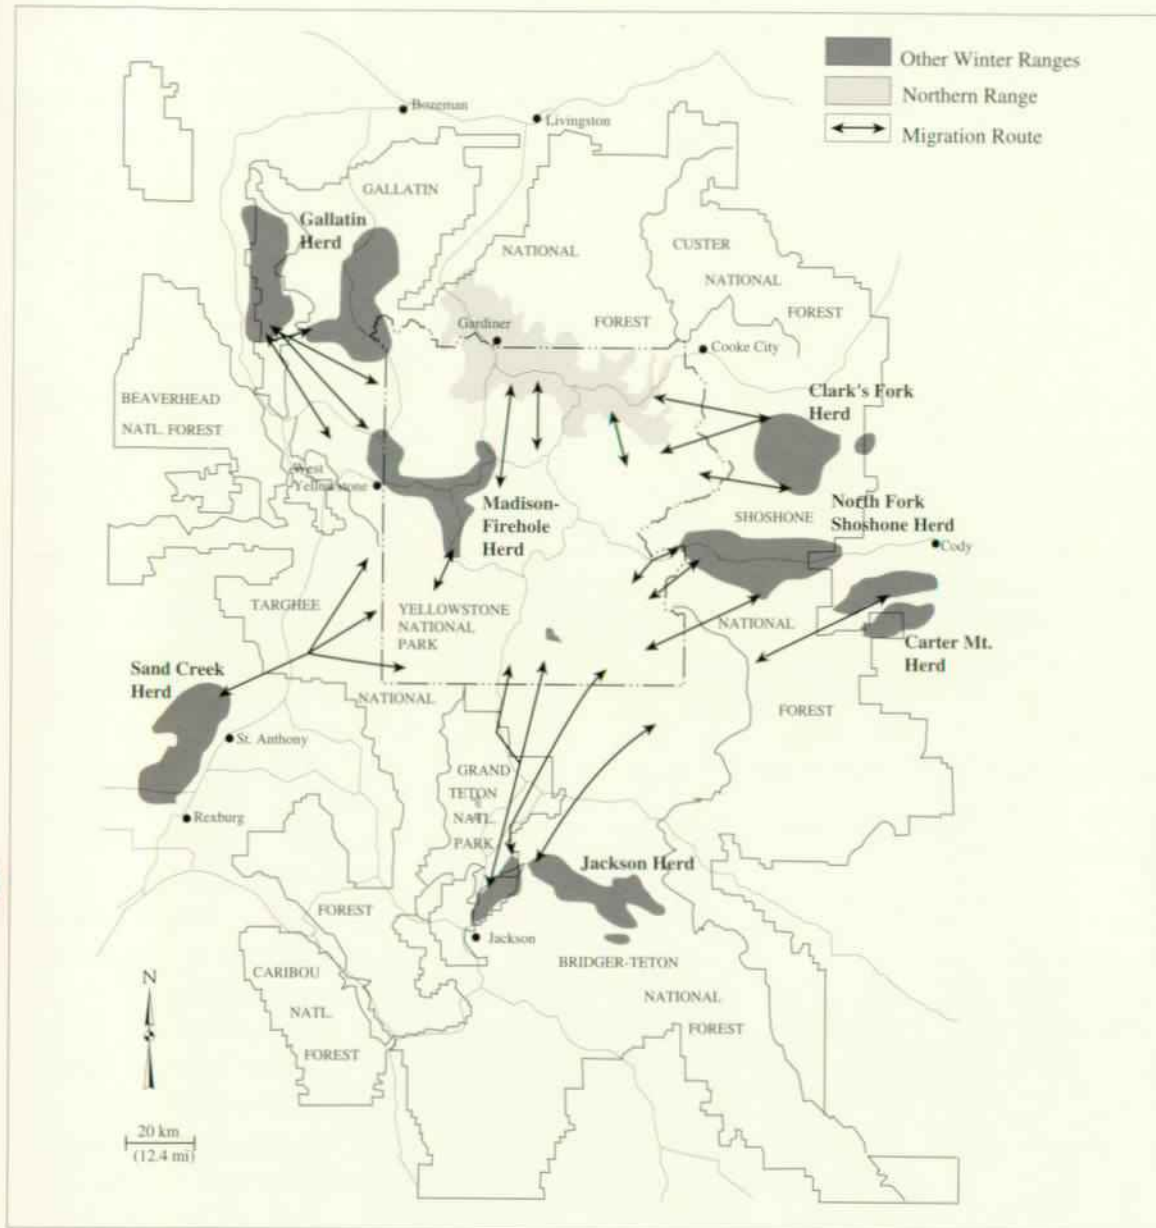 Other Winter Ranges
Northern Range
Migration Route
Bozeman
Livingston
GALLATIN
Gallatin
Herd
NATIONAL
CUSTER
NATIONAL
FOREST
Gardiner
FOREST
Cooke City
BEAVERHEAD
NATL. FOREST
Clark's Fork
Herd
West
Yellowstone
Madison-
Firehole
Herd
SHOSHONE
North Fork
Shoshone Herd
Cody
TARGHEE
YELLOWSTONE
NATIONAL
PARK
NATIONAL
Carter Mt.
Herd
Sand Creek
Herd
NATIONAL
FOREST
St. Anthony
GRAND
TETON
NATL.
PARK
Rexburg
Jackson Herd
FOREST
Jackson
BRIDGER-TETON
NATIONAL
FOREST
CARIBOU
NATL.
FOREST
N
20 km
(12.4 mi)